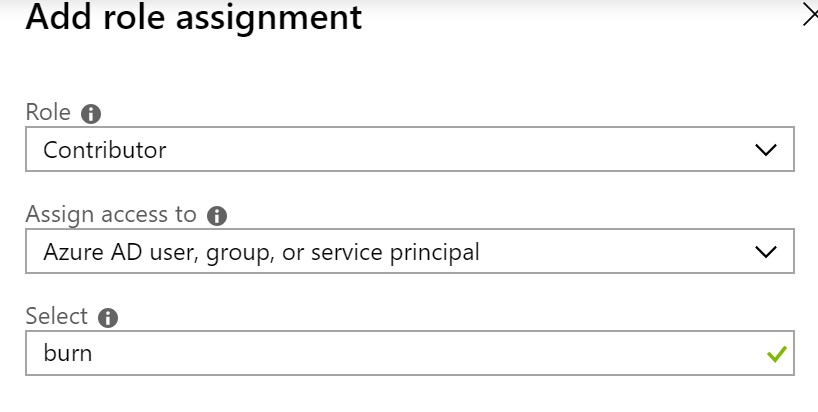 Add role assignment
Role
Contributor
Assign access to
Azure AD user, group, or service principal
Select
burn